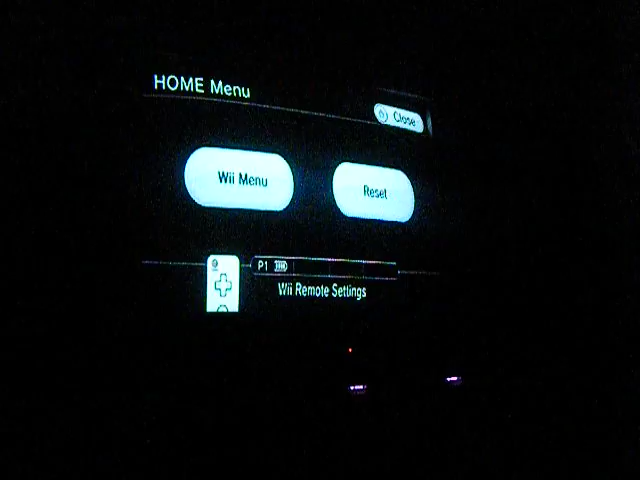 HOME Menu
Close
Wii Menu
Reset
P1
Wii Remote Settings